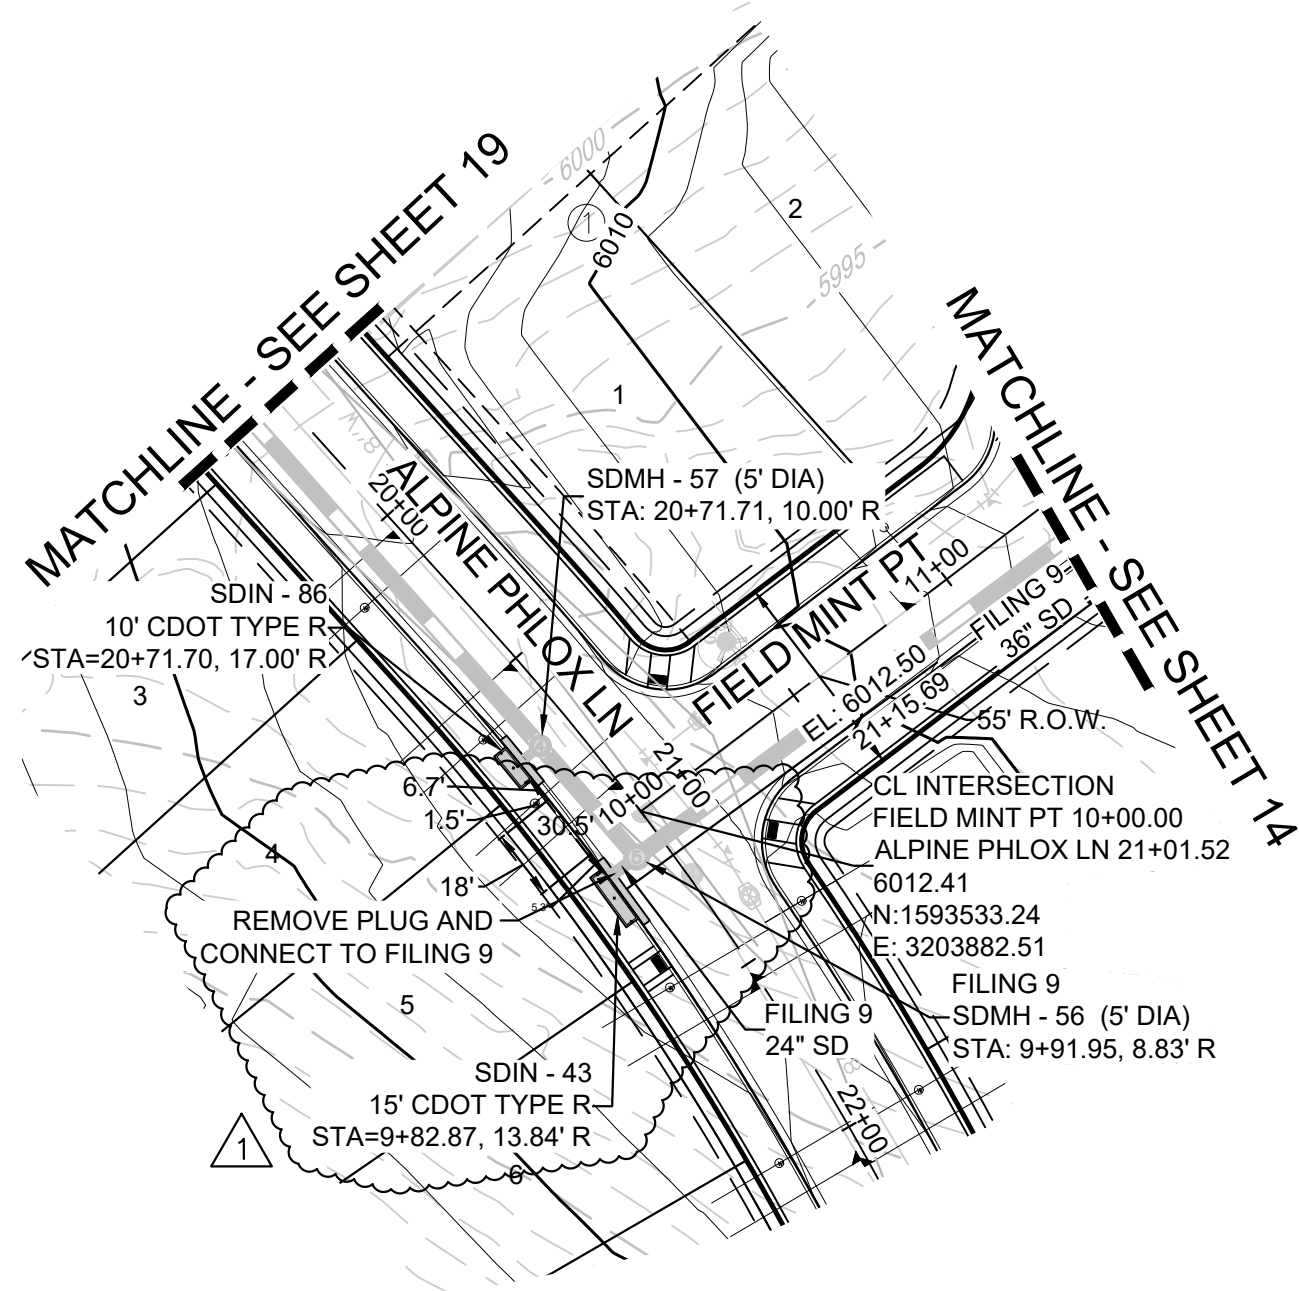 MATCHLINE - SEE SHEET 19
6000
1
6010
2
5995
MATCHLINE - SEE SHEET 14
1
8" W
ALPINE PHLOX LN
20+00
SDMH - 57 (5' DIA)
STA: 20+71.71, 10.00' R
FIELD MINT PT
11+00
FILING 9
36" SD
SDIN - 86
10' CDOT TYPE R
STA=20+71.70, 17.00' R
3
EL: 6012.50
21+15.69
55' R.O.W.
21+00
10+00
6.7'
1.5'
30.5'
18'
4
5.3'
CL INTERSECTION
FIELD MINT PT 10+00.00
ALPINE PHLOX LN 21+01.52
6012.41
N:1593533.24
E: 3203882.51
REMOVE PLUG AND
CONNECT TO FILING 9
5
FILING 9
SDMH - 56 (5' DIA)
STA: 9+91.95, 8.83' R
FILING 9
24" SD
SDIN - 43
15' CDOT TYPE R
STA=9+82.87, 13.84' R
22+00
1
6